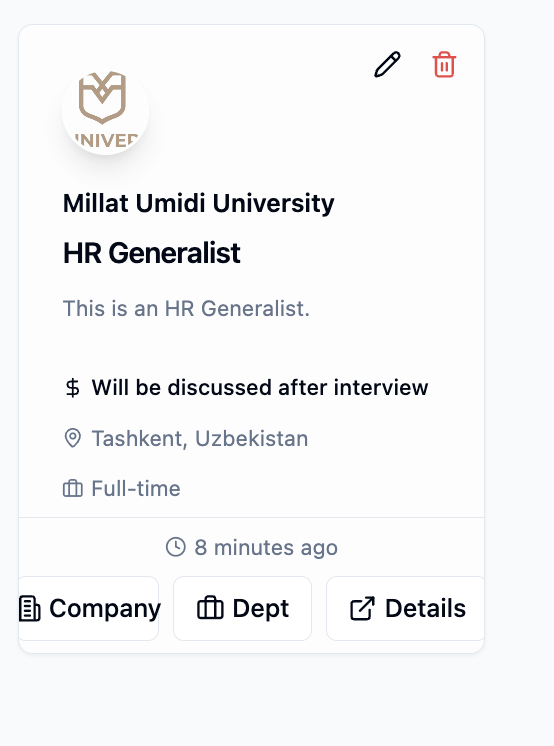 UNIVER
Millat Umidi University
HR Generalist
This is an HR Generalist.
Will be discussed after interview
Tashkent, Uzbekistan
Full-time
8 minutes ago
Company
Dept
Details